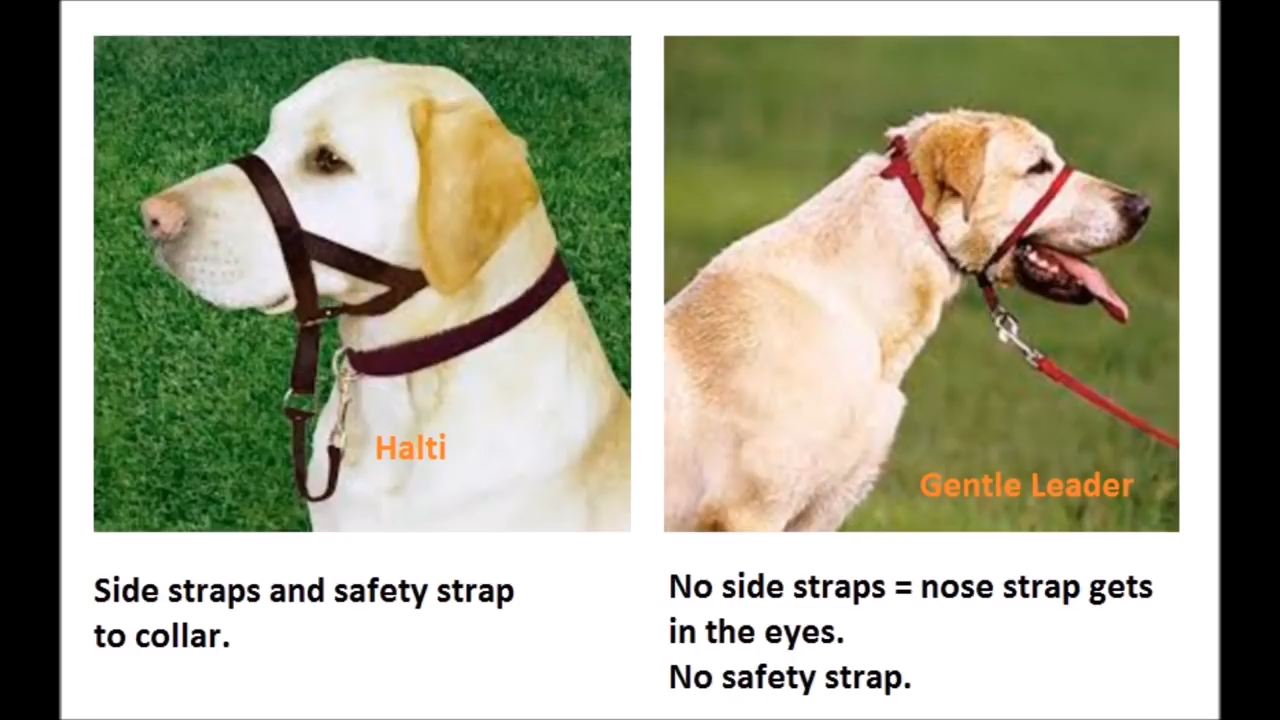 Halti
Gentle Leader
Side straps and safety strap
to collar.
No side straps = nose strap gets
in the eyes.
No safety strap.